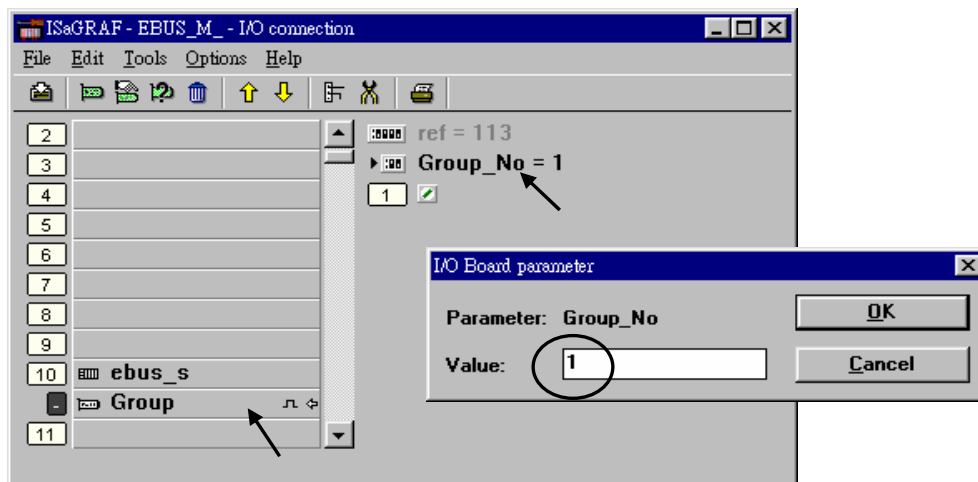 ISaGRAF - EBUS_M_ - I/O connection
File Edit Tools Options Help
2
3
4
5
6
7
8
9
10 ebus_s
- Group
11
ref = 113
Group_No = 1
1
I/O Board parameter
Parameter: Group_No
OK
Value: 1
Cancel